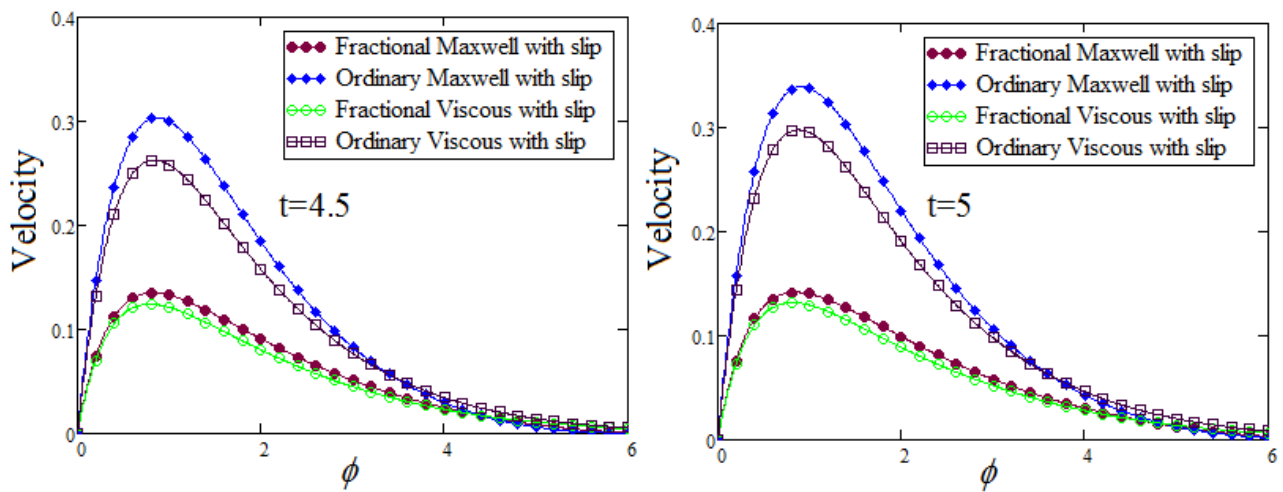 0.4
0.3
0.2
0.1
0
Velocity
Fractional Maxwell with slip
Ordinary Maxwell with slip
Fractional Viscous with slip
Ordinary Viscous with slip
t=4.5
0 2 4 6
ϕ
0.4
0.3
0.2
0.1
0
Velocity
Fractional Maxwell with slip
Ordinary Maxwell with slip
Fractional Viscous with slip
Ordinary Viscous with slip
t=5
0 2 4 6
ϕ